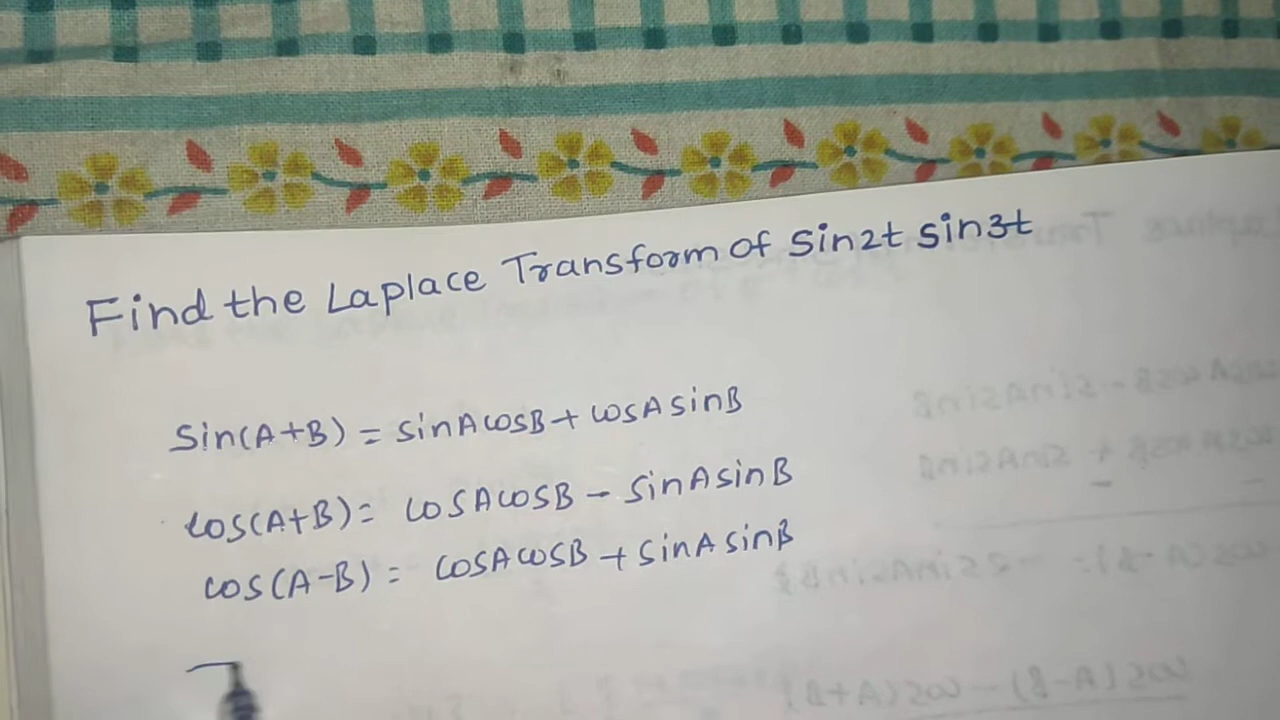 Find the Laplace Transform of Sin2t sin3t
Sin(A+B) = sinAcosB + cosAsinB
cos(A+B) = cosAcosB - sinAsinB
cos(A-B) = cosAcosB + sinAsinB